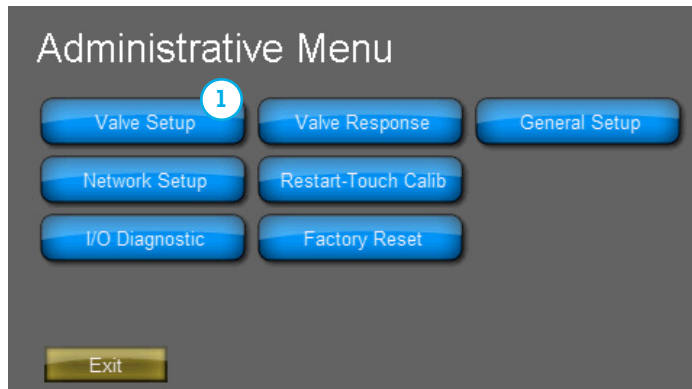 Administrative Menu
1
Valve Setup Valve Response General Setup
Network Setup Restart-Touch Calib
I/O Diagnostic Factory Reset
Exit